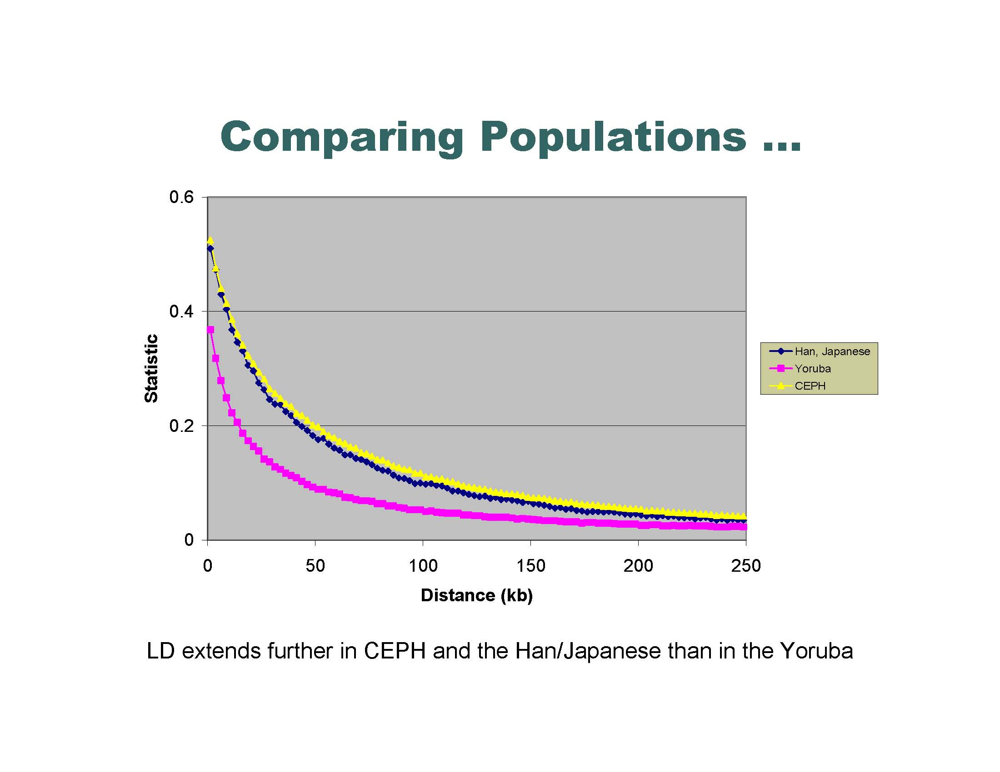 Comparing Populations ...
0.6
0.4
0.2
0
Statistic
0
50
100
150
200
250
Distance (kb)
Han, Japanese
Yoruba
CEPH
LD extends further in CEPH and the Han/Japanese than in the Yoruba